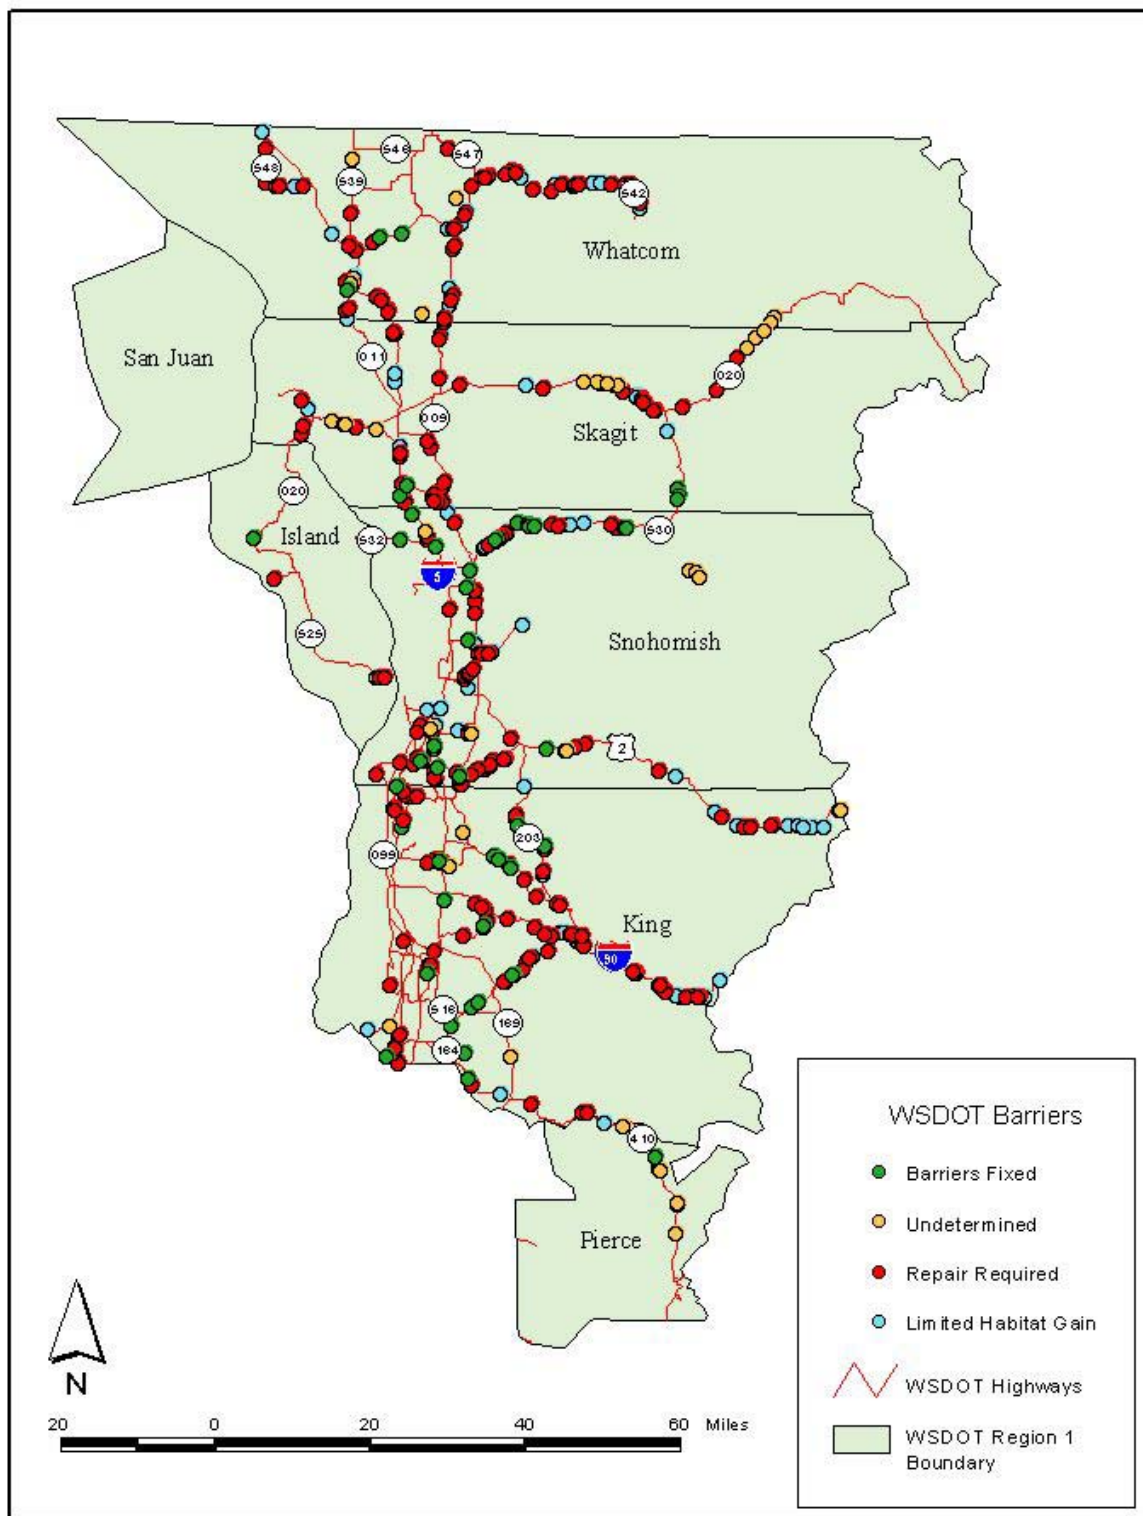 546
547
548
539
542
Whatcom
San Juan
011
020
009
Skagit
020
Island
532
530
5
525
Snohomish
2
203
099
King
90
516
169
164
410
Pierce
WSDOT Barriers
Barriers Fixed
Undetermined
Repair Required
Limited Habitat Gain
WSDOT Highways
WSDOT Region 1
Boundary
N
20 0 20 40 60 Miles